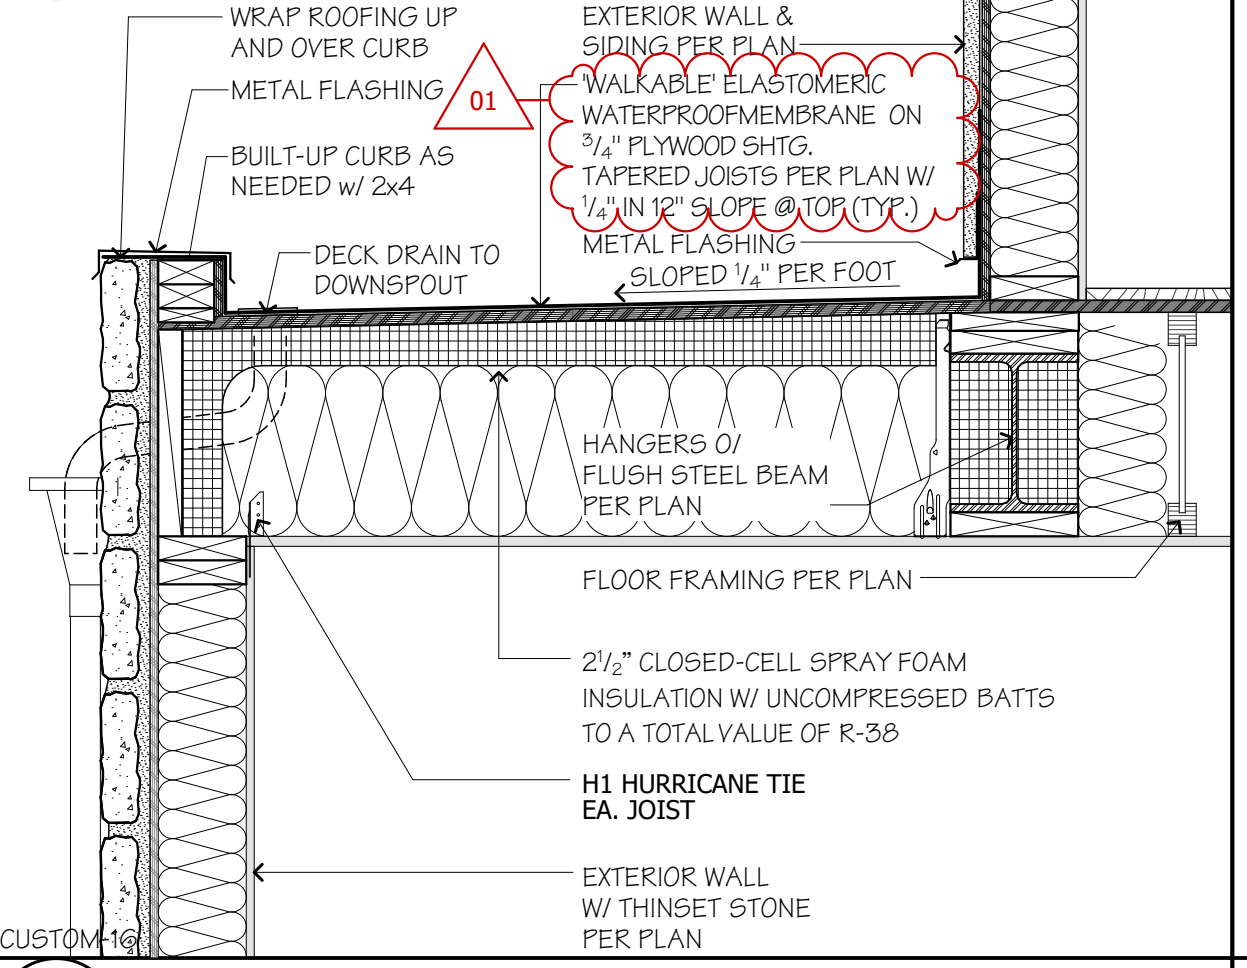 WRAP ROOFING UP
AND OVER CURB
METAL FLASHING
BUILT-UP CURB AS
NEEDED w/ 2x4
DECK DRAIN TO
DOWNSPOUT
01
EXTERIOR WALL &
SIDING PER PLAN
'WALKABLE' ELASTOMERIC
WATERPROOFMEMBRANE ON
3/4" PLYWOOD SHTG.
TAPERED JOISTS PER PLAN W/
1/4" IN 12" SLOPE @ TOP (TYP.)
METAL FLASHING
SLOPED 1/4" PER FOOT
HANGERS O/
FLUSH STEEL BEAM
PER PLAN
FLOOR FRAMING PER PLAN
2 1/2” CLOSED-CELL SPRAY FOAM
INSULATION W/ UNCOMPRESSED BATTS
TO A TOTAL VALUE OF R-38
H1 HURRICANE TIE
EA. JOIST
EXTERIOR WALL
W/ THINSET STONE
PER PLAN
CUSTOM-16